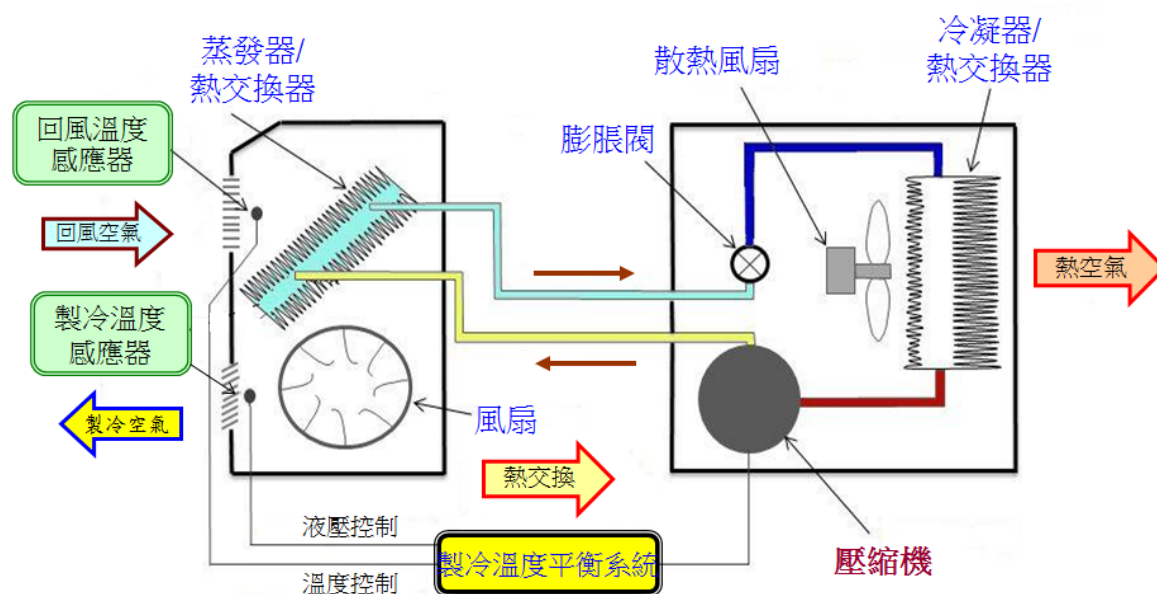 蒸發器/
熱交換器
散熱風扇
冷凝器/
熱交換器
回風溫度
感應器
膨脹閥
回風空氣
熱空氣
製冷溫度
感應器
製冷空氣
風扇
熱交換
液壓控制
製冷溫度平衡系統
溫度控制
壓縮機